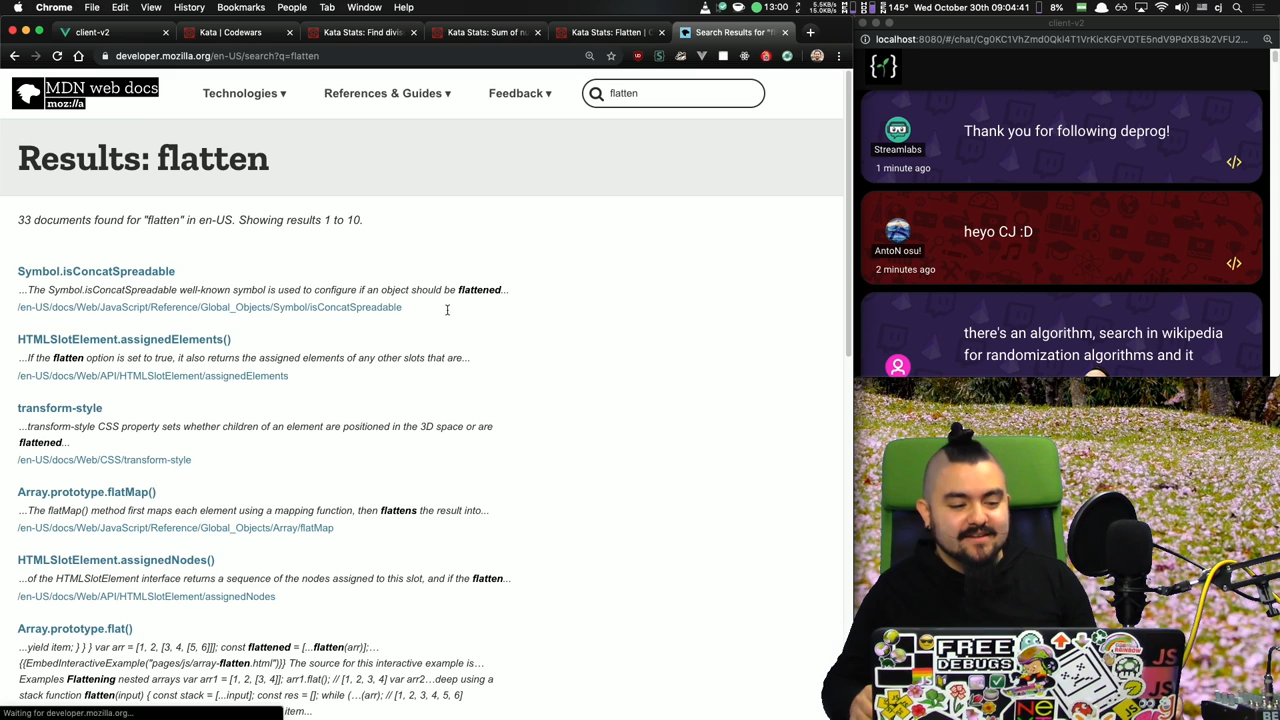 Chrome File Edit View History Bookmarks People Tab Window Help
13:00 5.5KB/s 8% 145° Wed October 30th 09:04:41 cj
client-v2
Kata | Codewars
Kata Stats: Find divis
Kata Stats: Sum of nu
Kata Stats: Flatten | C
Search Results for "fl
developer.mozilla.org/en-US/search?q=flatten
MDN web docs
moz://a
Technologies ▾
References & Guides ▾
Feedback ▾
flatten
Results: flatten
33 documents found for "flatten" in en-US. Showing results 1 to 10.
Symbol.isConcatSpreadable
...The Symbol.isConcatSpreadable well-known symbol is used to configure if an object should be flattened...
/en-US/docs/Web/JavaScript/Reference/Global_Objects/Symbol/isConcatSpreadable
HTMLSlotElement.assignedElements()
...If the flatten option is set to true, it also returns the assigned elements of any other slots that are...
/en-US/docs/Web/API/HTMLSlotElement/assignedElements
transform-style
...transform-style CSS property sets whether children of an element are positioned in the 3D space or are
flattened...
/en-US/docs/Web/CSS/transform-style
Array.prototype.flatMap()
...The flatMap() method first maps each element using a mapping function, then flattens the result into...
/en-US/docs/Web/JavaScript/Reference/Global_Objects/Array/flatMap
HTMLSlotElement.assignedNodes()
...of the HTMLSlotElement interface returns a sequence of the nodes assigned to this slot, and if the flatten...
/en-US/docs/Web/API/HTMLSlotElement/assignedNodes
Array.prototype.flat()
...yield item; } } } var arr = [1, 2, [3, 4, [5, 6]]]; const flattened = [...flatten(arr)];…
{{EmbedInteractiveExample("pages/js/array-flatten.html")}} The source for this interactive example is…
Examples Flattening nested arrays var arr1 = [1, 2, [3, 4]]; arr1.flat(); // [1, 2, 3, 4] var arr2...deep using a
stack function flatten(input) { const stack = [...input]; const res = []; while (…(arr); // [1, 2, 3, 4, 5, 6]
item...
Waiting for developer.mozilla.org...
client-v2
localhost:8080/#/chat/Cg0KC1VhZmd0Qkl4T1VrKicKGFVDTE5ndV9PdXB3b2VFU2...
Thank you for following deprog!
Streamlabs
1 minute ago
heyo CJ :D
AntoN osu!
2 minutes ago
there's an algorithm, search in wikipedia
for randomization algorithms and it
FREE
DEBUGS